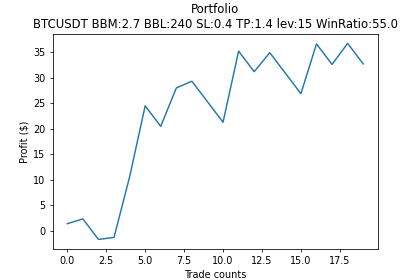 Portfolio
BTCUSDT BBM:2.7 BBL:240 SL:0.4 TP:1.4 lev:15 WinRatio:55.0
35
30
25
20
15
10
5
0
Profit ($)
0.0 2.5 5.0 7.5 10.0 12.5 15.0 17.5
Trade counts